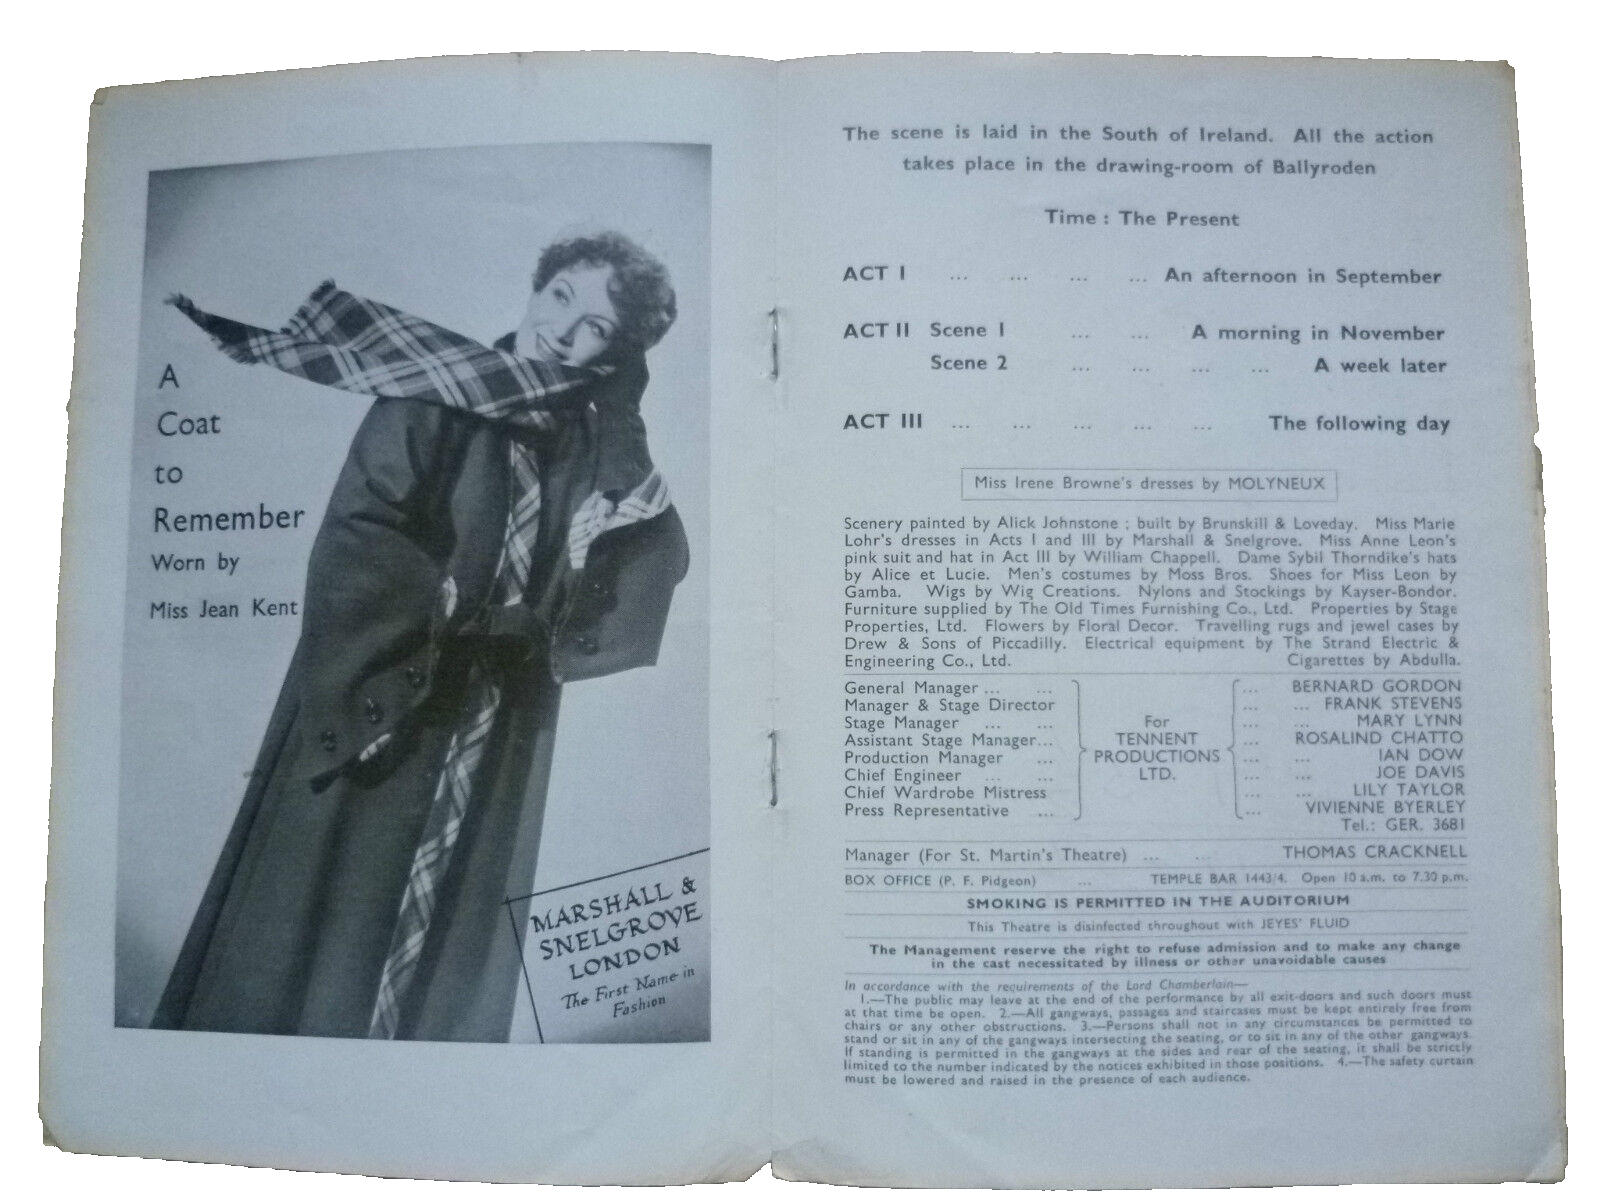 A
Coat
to
Remember
Worn by
Miss Jean Kent
MARSHALL &
SNELGROVE
LONDON
The First Name in
Fashion
The scene is laid in the South of Ireland. All the action
takes place in the drawing-room of Ballyroden
Time : The Present
ACT I ... ... ... ... An afternoon in September
ACT II Scene 1 ... ... A morning in November
Scene 2 ... ... ... ... A week later
ACT III ... ... ... ... ... The following day
Miss Irene Browne's dresses by MOLYNEUX
Scenery painted by Alick Johnstone ; built by Brunskill & Loveday. Miss Marie
Lohr's dresses in Acts I and III by Marshall & Snelgrove. Miss Anne Leon's
pink suit and hat in Act III by William Chappell. Dame Sybil Thorndike's hats
by Alice et Lucie. Men's costumes by Moss Bros. Shoes for Miss Leon by
Gamba. Wigs by Wig Creations. Nylons and Stockings by Kayser-Bondor.
Furniture supplied by The Old Times Furnishing Co., Ltd. Properties by Stage
Properties, Ltd. Flowers by Floral Decor. Travelling rugs and jewel cases by
Drew & Sons of Piccadilly. Electrical equipment by The Strand Electric &
Engineering Co., Ltd. Cigarettes by Abdulla.
General Manager ... ... ... BERNARD GORDON
Manager & Stage Director ... ... FRANK STEVENS
Stage Manager ... ... For ... ... MARY LYNN
Assistant Stage Manager... TENNENT ... ROSALIND CHATTO
Production Manager ... PRODUCTIONS ... ... IAN DOW
Chief Engineer ... ... LTD. ... ... JOE DAVIS
Chief Wardrobe Mistress ... ... LILY TAYLOR
Press Representative ... ... VIVIENNE BYERLEY
Tel.: GER. 3681
Manager (For St. Martin's Theatre) ... ... THOMAS CRACKNELL
BOX OFFICE (P. F. Pidgeon) ... TEMPLE BAR 1443/4. Open 10 a.m. to 7.30 p.m.
SMOKING IS PERMITTED IN THE AUDITORIUM
This Theatre is disinfected throughout with JEYES' FLUID
The Management reserve the right to refuse admission and to make any change
in the cast necessitated by illness or other unavoidable causes
In accordance with the requirements of the Lord Chamberlain—
1.—The public may leave at the end of the performance by all exit-doors and such doors must
at that time be open. 2.—All gangways, passages and staircases must be kept entirely free from
chairs or any other obstructions. 3.—Persons shall not in any circumstances be permitted to
stand or sit in any of the gangways intersecting the seating, or to sit in any of the other gangways.
If standing is permitted in the gangways at the sides and rear of the seating, it shall be strictly
limited to the number indicated by the notices exhibited in those positions. 4.—The safety curtain
must be lowered and raised in the presence of each audience.